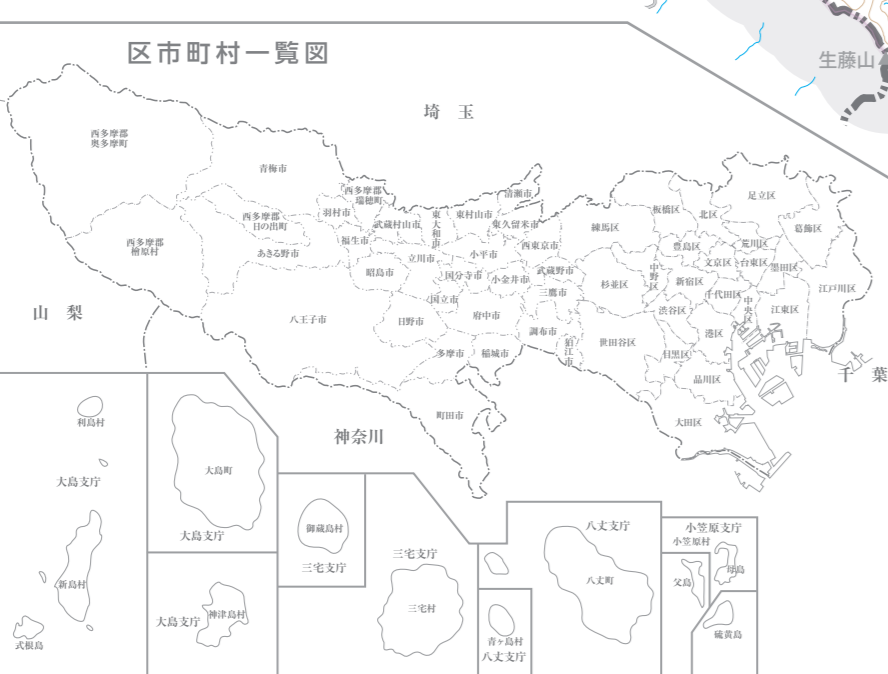 区市町村一覧図
生藤山
埼 玉
西多摩郡
奥多摩町
青梅市
西多摩郡
瑞穂町
清瀬市
足立区
板橋区
北区
羽村市
西多摩郡
日の出町
武蔵村山市
東大和市
東村山市
東久留米市
練馬区
葛飾区
西多摩郡
檜原村
あきる野市
福生市
立川市
小平市
西東京市
豊島区
荒川区
文京区
台東区
墨田区
昭島市
国分寺市
小金井市
武蔵野市
杉並区
中野区
新宿区
千代田区
中央区
江東区
江戸川区
国立市
三鷹市
渋谷区
山 梨
八王子市
日野市
府中市
調布市
狛江市
世田谷区
目黒区
港区
多摩市
稲城市
品川区
千 葉
町田市
大田区
神奈川
利島村
大島支庁
新島村
式根島
大島町
大島支庁
大島支庁
神津島村
御蔵島村
三宅支庁
三宅支庁
三宅村
八丈支庁
八丈町
青ヶ島村
八丈支庁
小笠原支庁
小笠原村
父島
母島
硫黄島